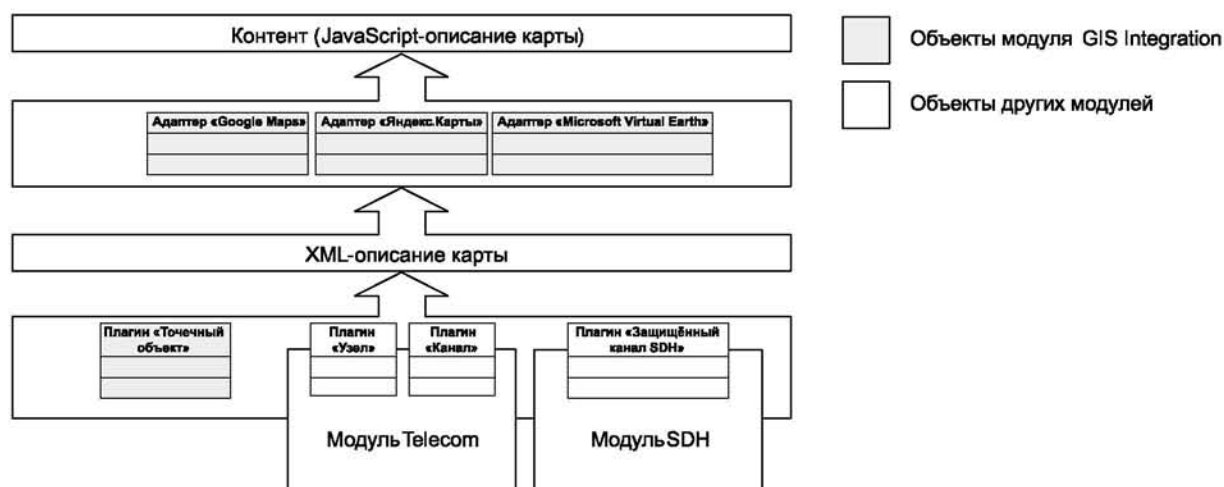 Контент (JavaScript-описание карты)
Объекты модуля GIS Integration
Объекты других модулей
Адаптер «Google Maps»
Адаптер «Яндекс.Карты»
Адаптер «Microsoft Virtual Earth»
XML-описание карты
Плагин «Точечный
объект»
Плагин
«Узел»
Плагин
«Канал»
Плагин «Защищённый
канал SDH»
Модуль Telecom
Модуль SDH